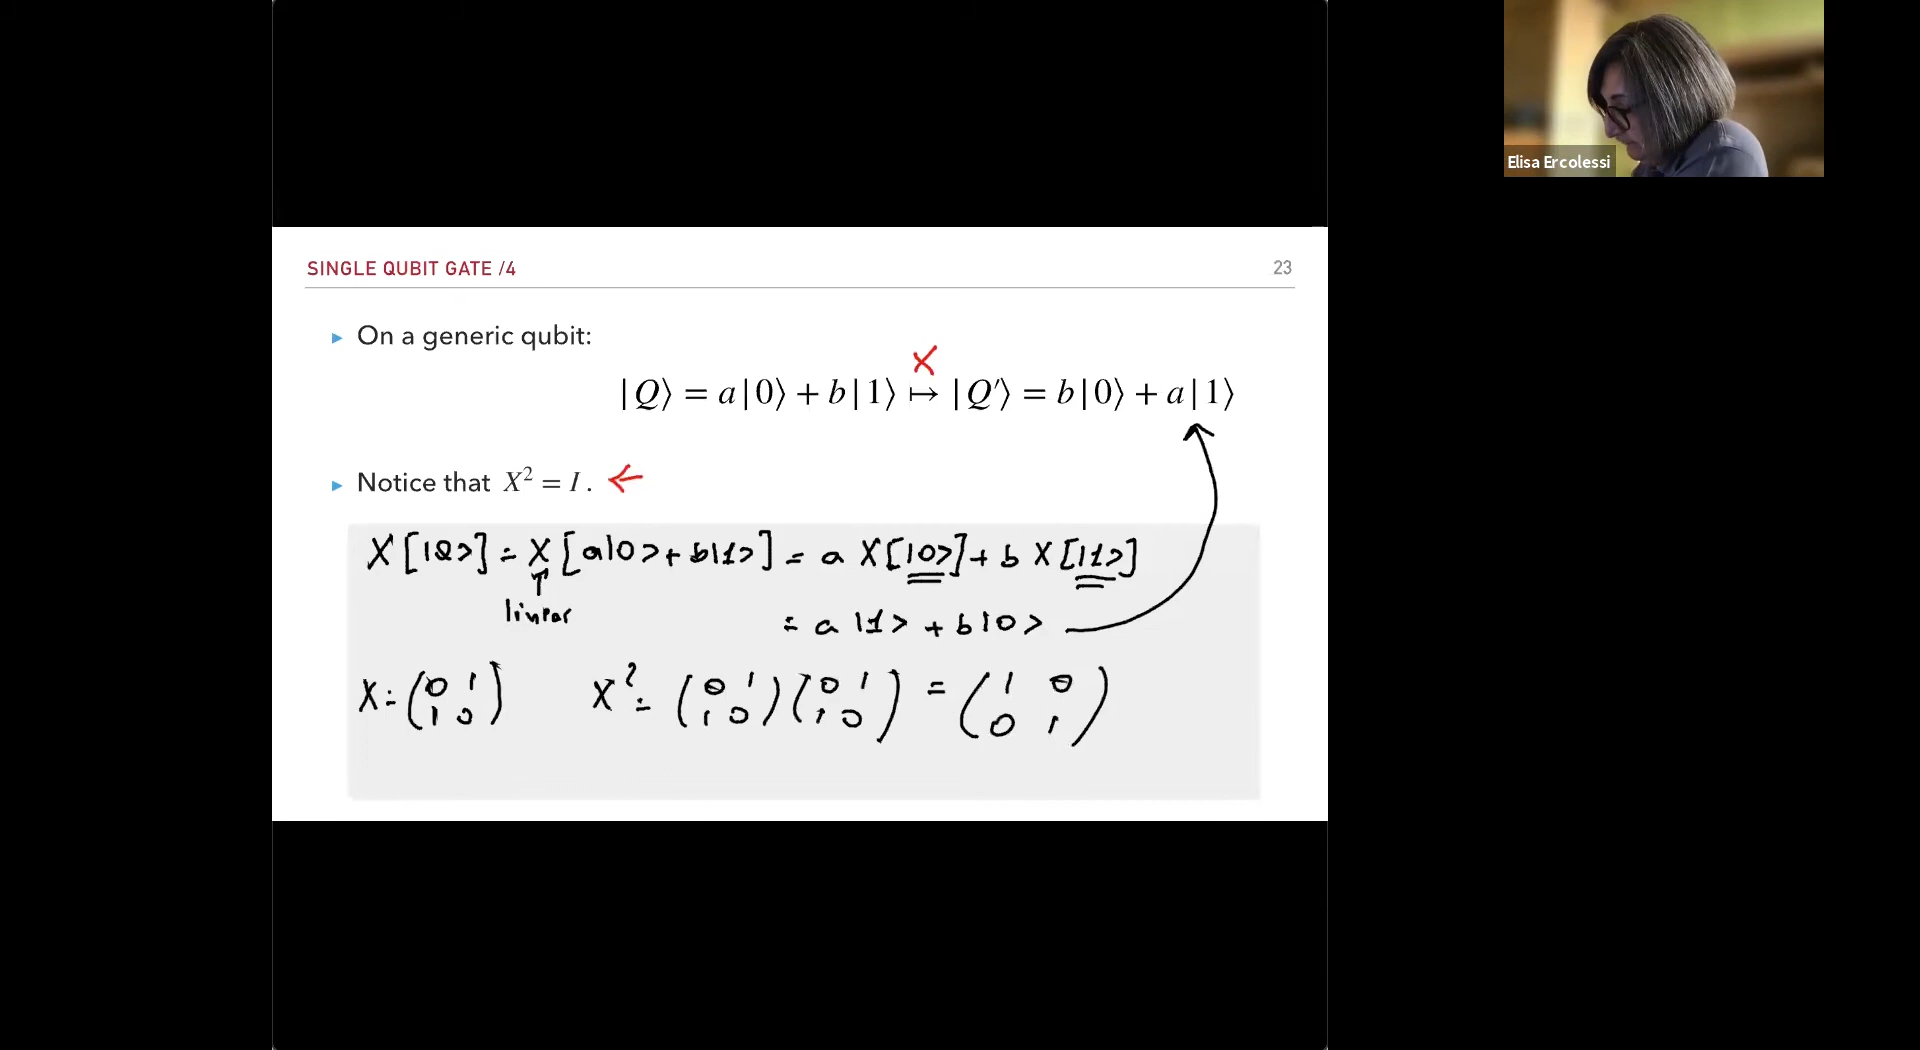 Elisa Ercolessi
SINGLE QUBIT GATE /4
23
▸ On a generic qubit:
X
|Q⟩ = a|0⟩ + b|1⟩ ↦ |Q′⟩ = b|0⟩ + a|1⟩
▸ Notice that X² = I. ←
X[|Q>] = X[a|0> + b|1>] = a X[|0>] + b X[|1>]
↑
linear
= a|1> + b|0>
X = (0 1 1 0) X² = (0 1 1 0)(0 1 1 0) = (1 0 0 1)